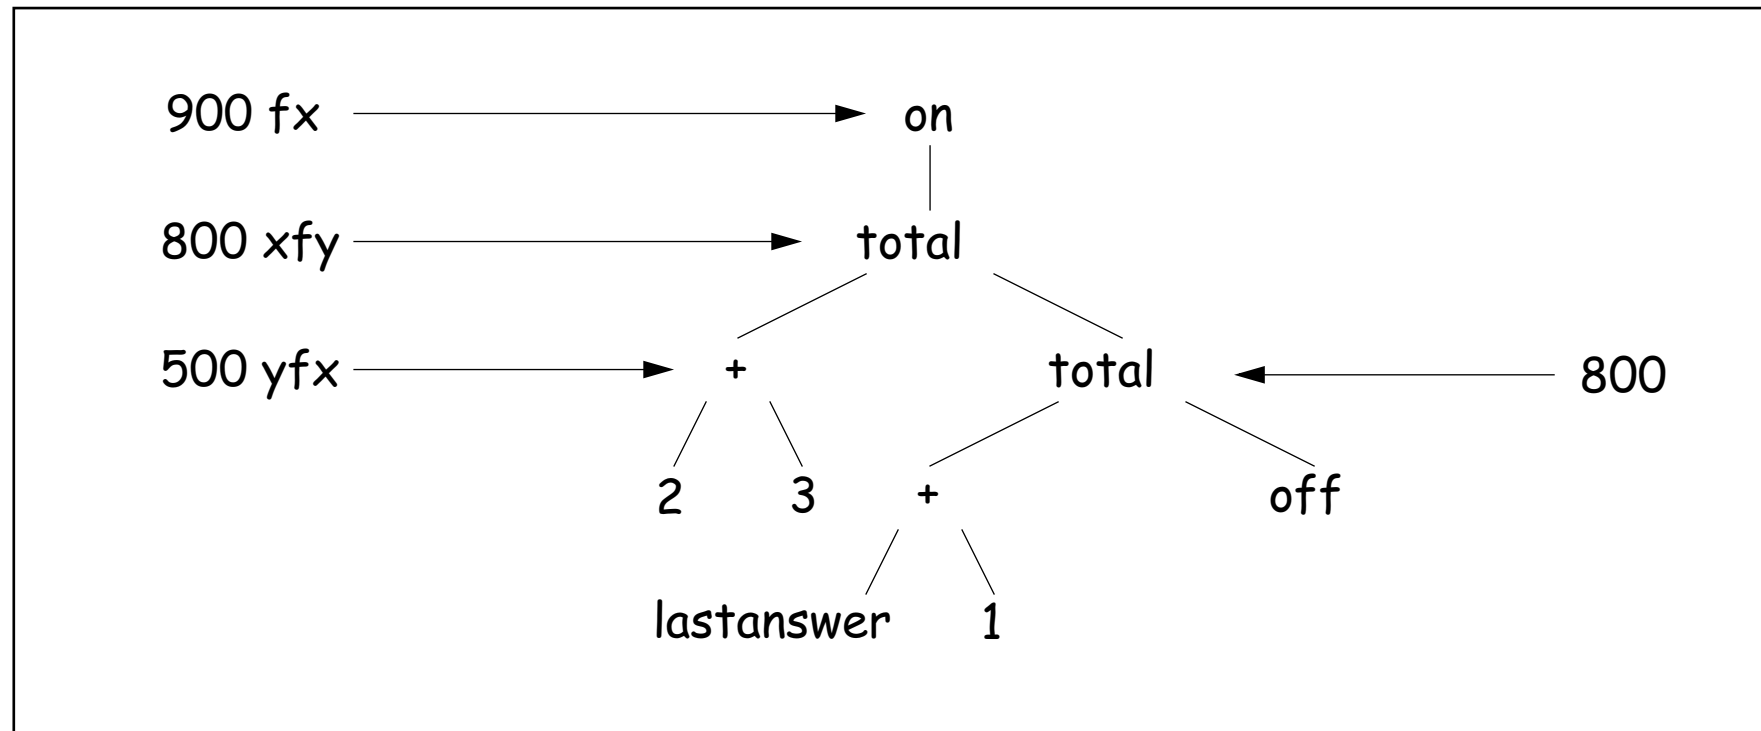 900 fx on
800 xfy total
500 yfx + total 800
2 3 + off
lastanswer 1